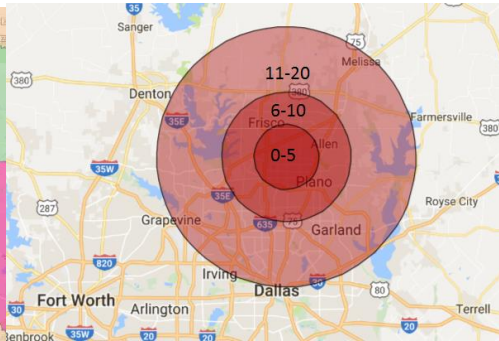 35
Sanger
75
Melissa
380
11-20
380
Denton
6-10
Farmersville
35E
Frisco
380
Allen
0-5
35W
Plano
35E
Royse City
287
Grapevine
635
75
Garland
820
Irving
30
80
Dallas
Fort Worth
Arlington
Terrell
30
20
35W
20
20
Benbrook